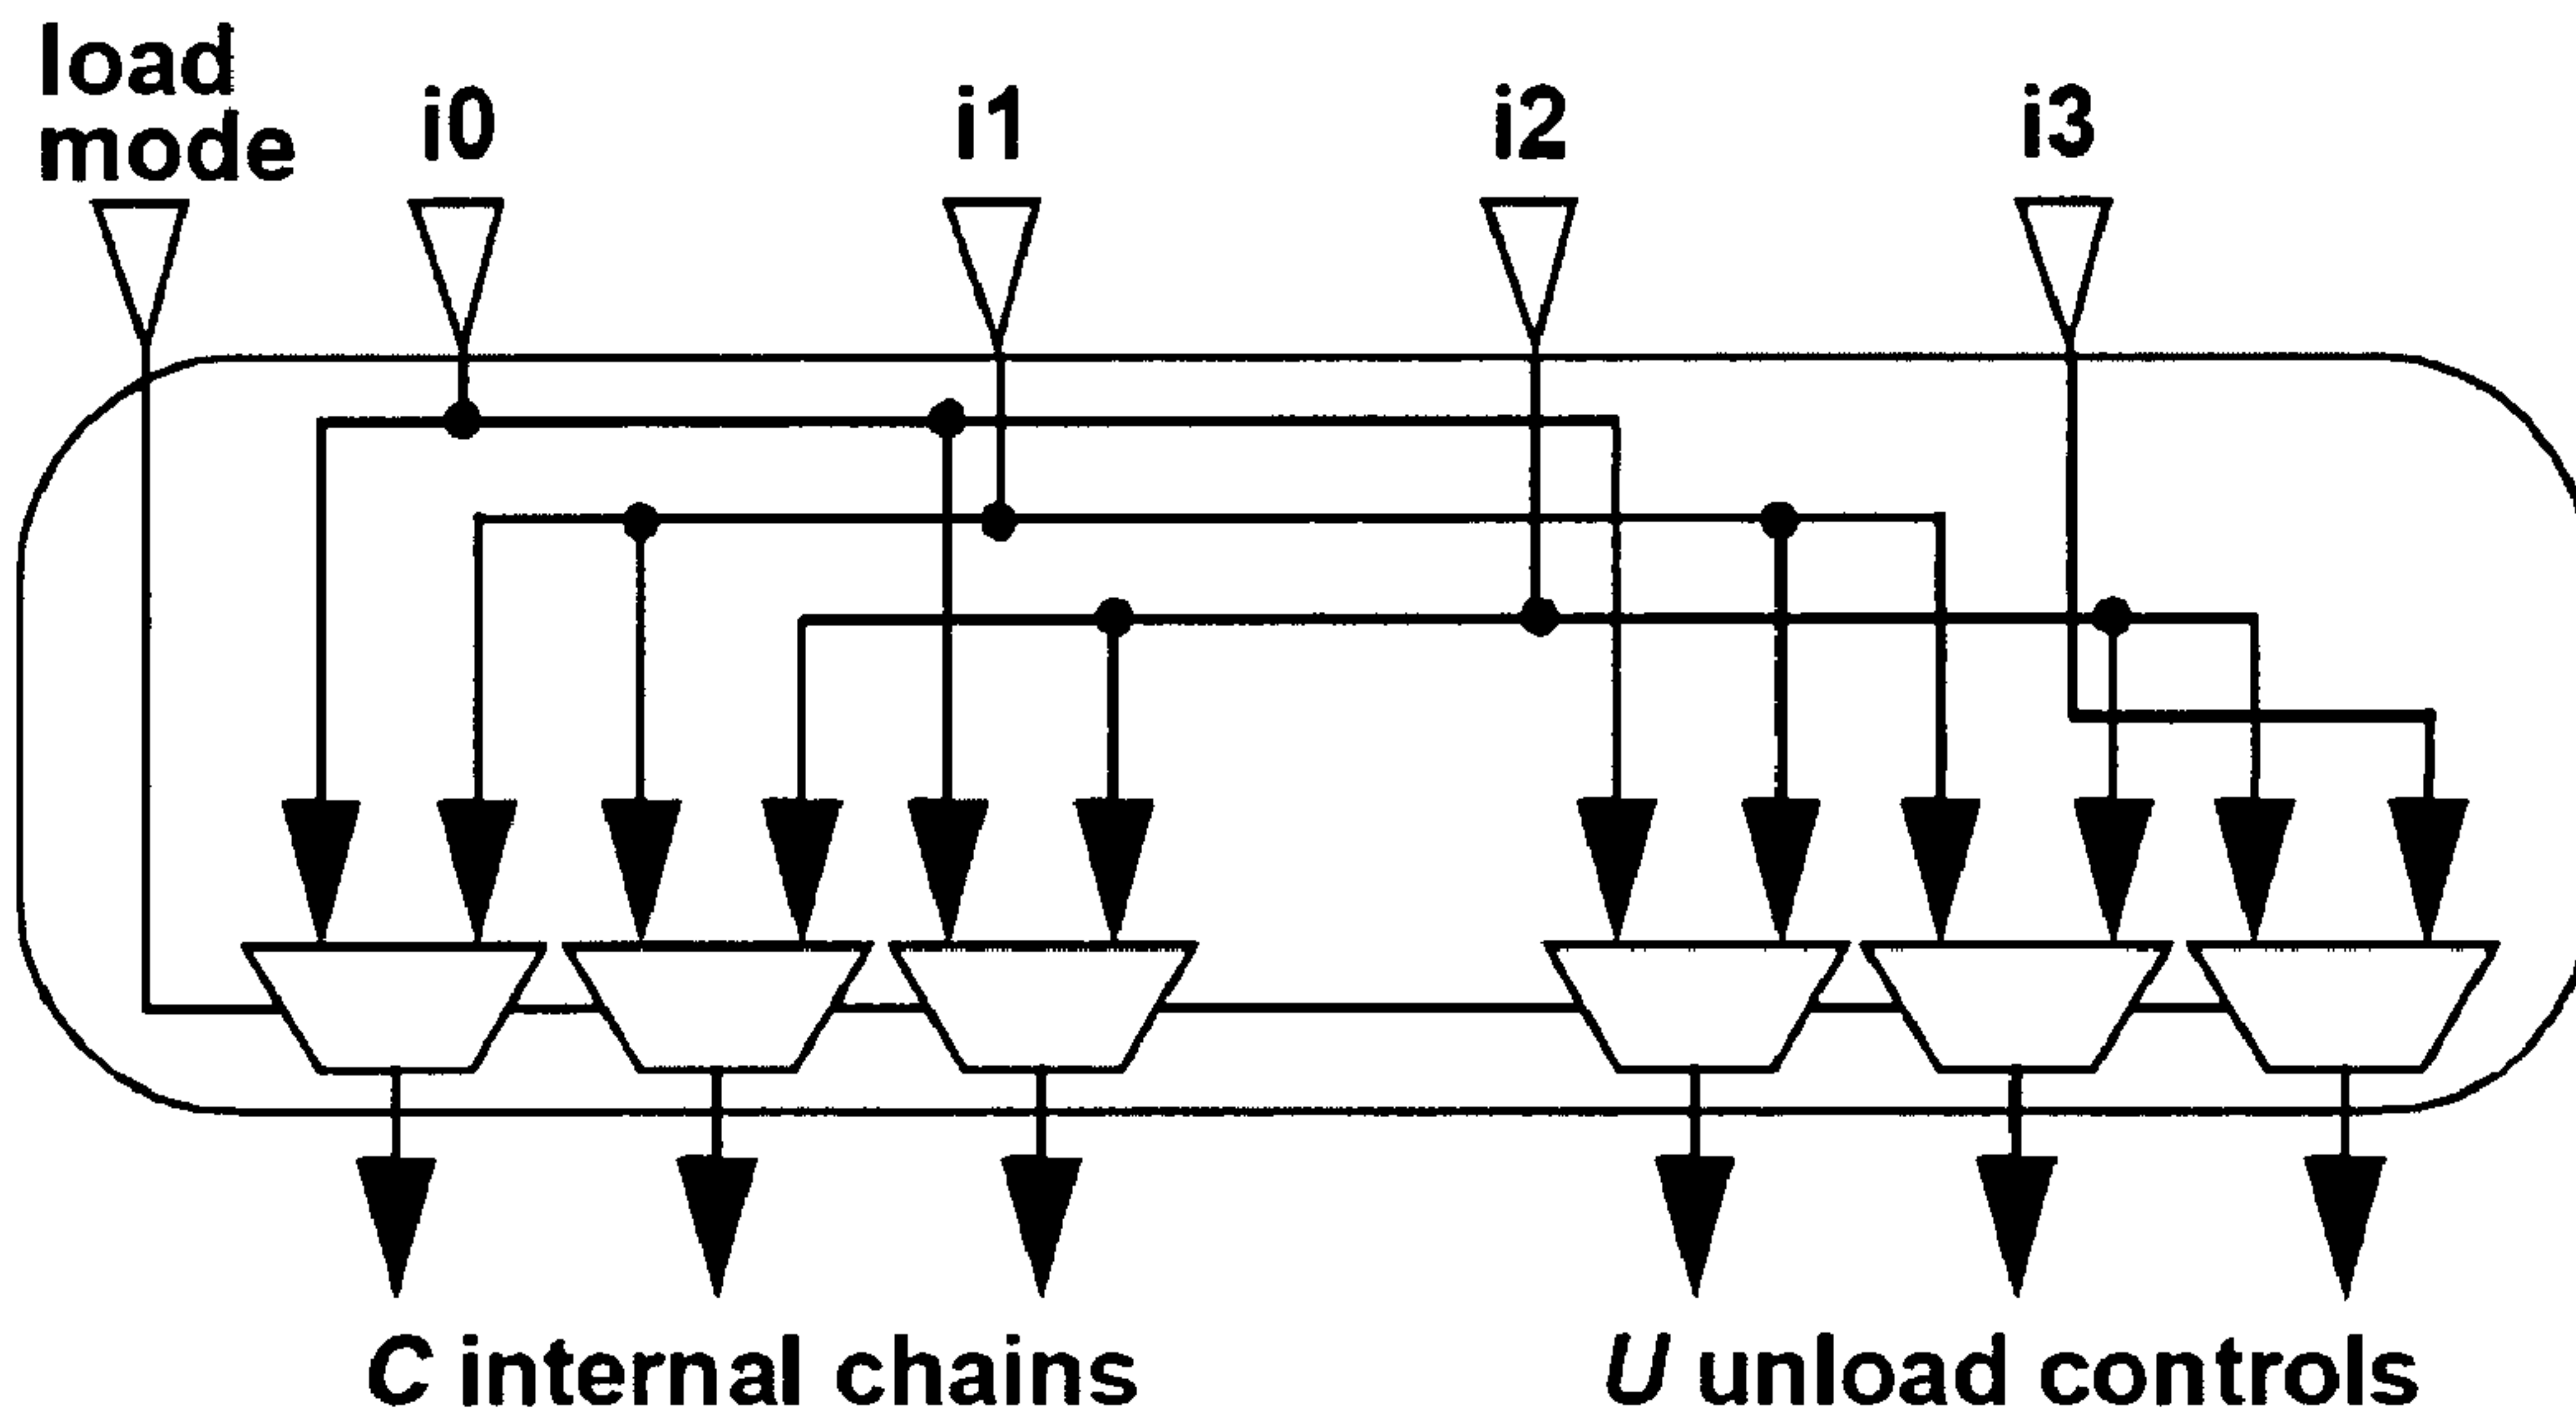 load
mode
i0
i1
i2
i3
C internal chains
U unload controls